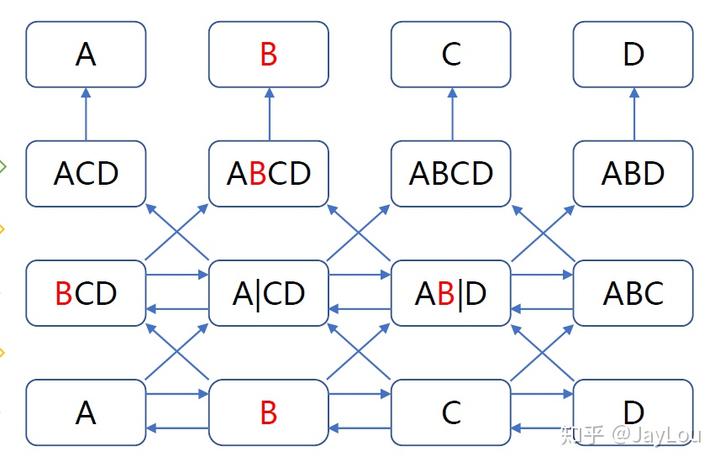 A B C D
ACD ABCD ABCD ABD
BCD A|CD AB|D ABC
A B C D
知乎 @JayLou